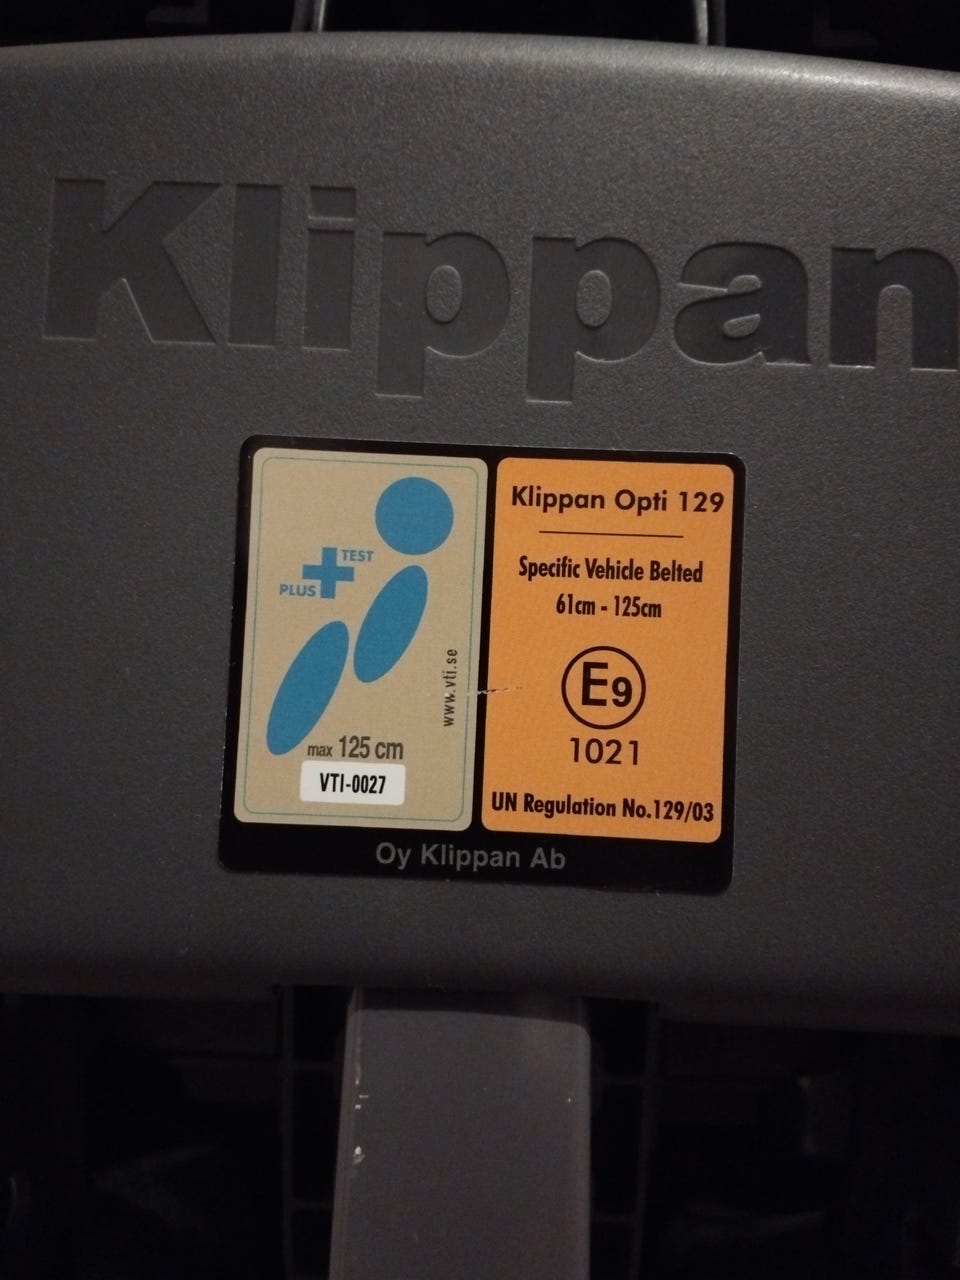 Klippan
PLUS TEST
www.vti.se
max 125 cm
VTI-0027
Klippan Opti 129
Specific Vehicle Belted
61cm - 125cm
E9
1021
UN Regulation No.129/03
Oy Klippan Ab